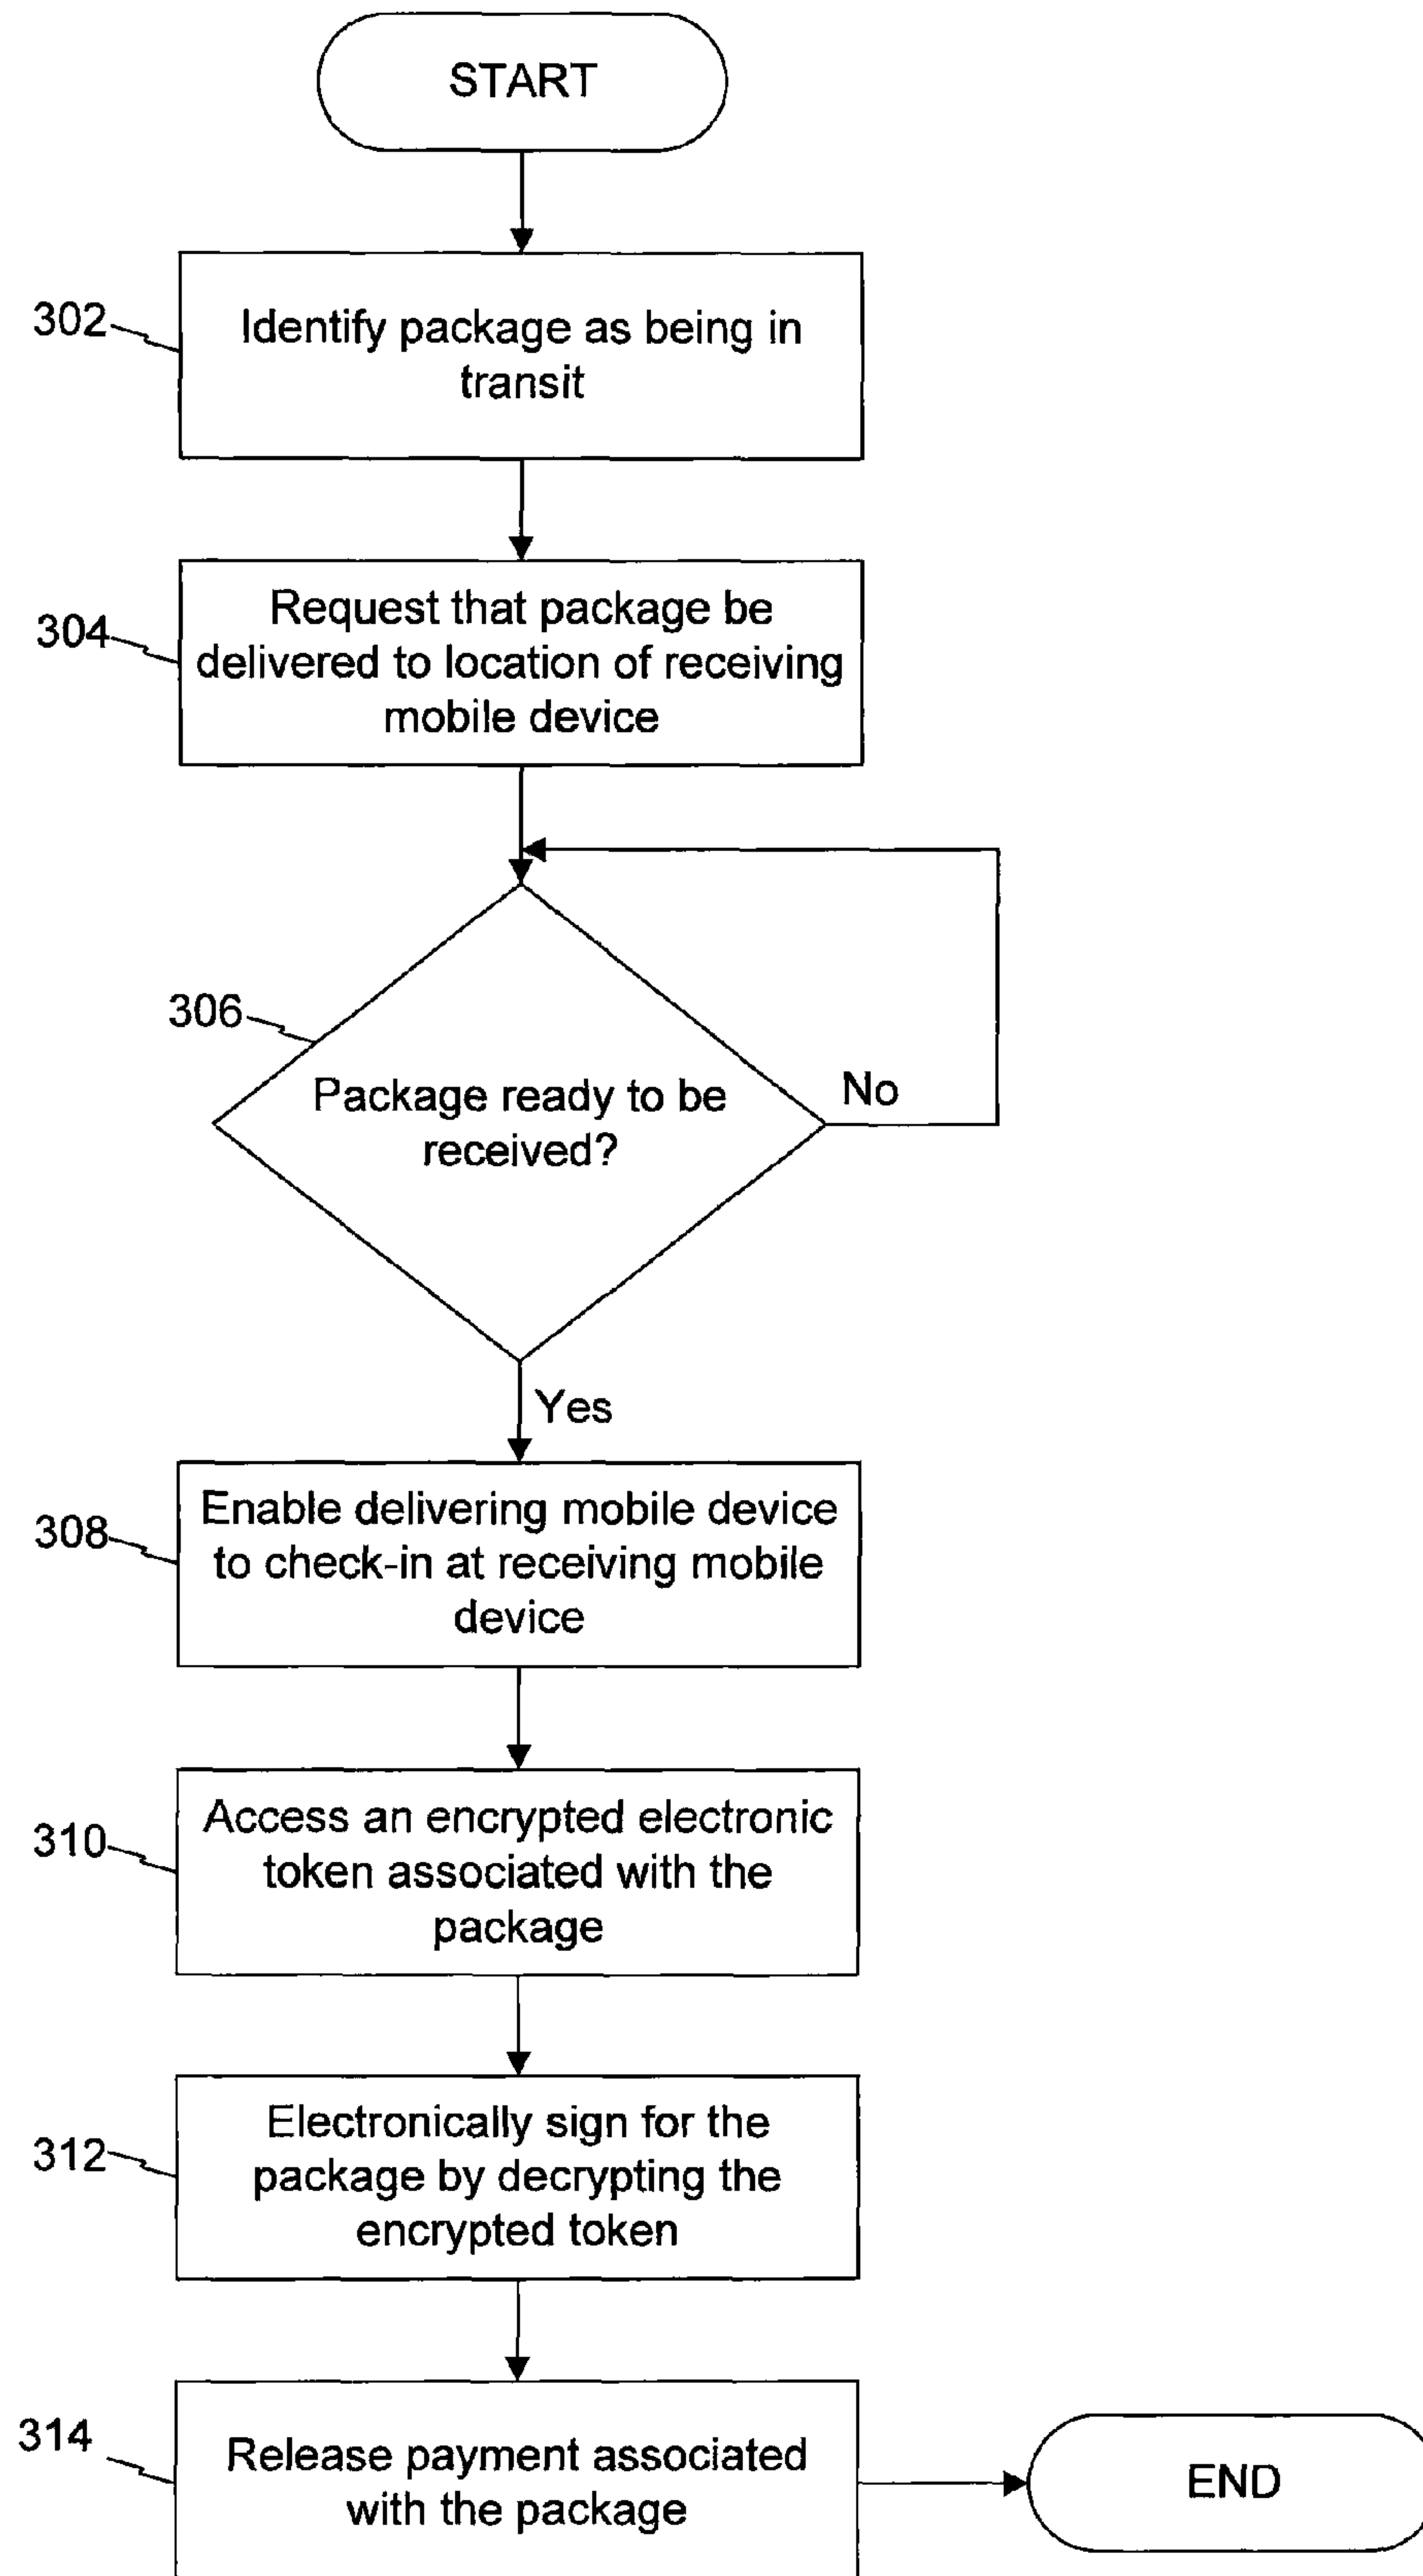 START
302
Identify package as being in
transit
304
Request that package be
delivered to location of receiving
mobile device
306
Package ready to be
received?
No
Yes
308
Enable delivering mobile device
to check-in at receiving mobile
device
310
Access an encrypted electronic
token associated with the
package
312
Electronically sign for the
package by decrypting the
encrypted token
314
Release payment associated
with the package
END